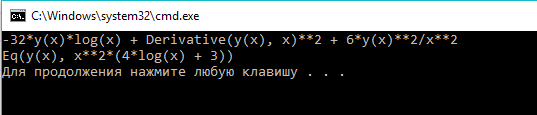 C:\Windows\system32\cmd.exe
-32*y(x)*log(x) + Derivative(y(x), x)**2 + 6*y(x)**2/x**2
Eq(y(x), x**2*(4*log(x) + 3))
Для продолжения нажмите любую клавишу . . .